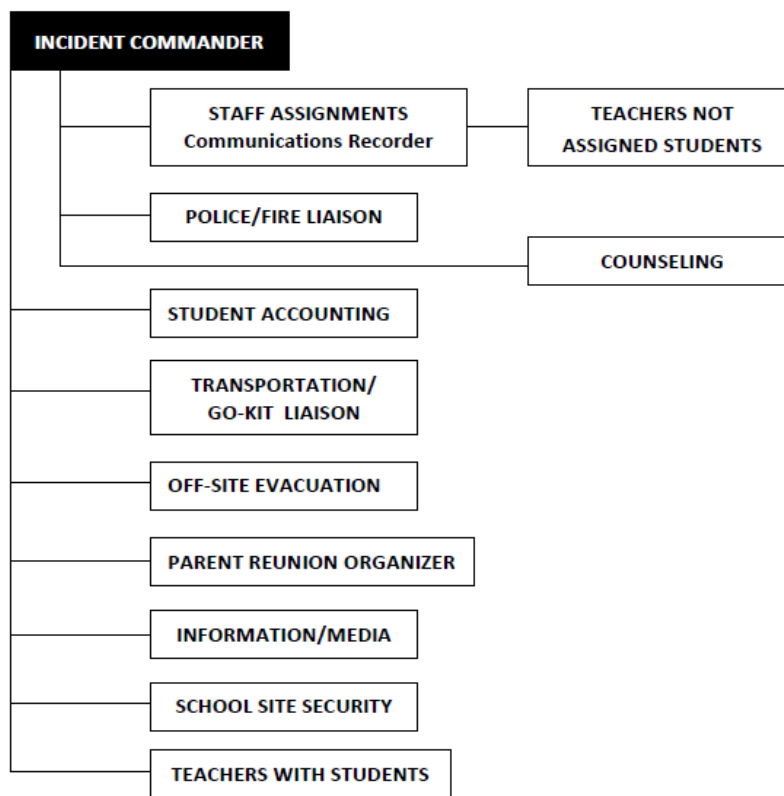 INCIDENT COMMANDER
STAFF ASSIGNMENTS
Communications Recorder
TEACHERS NOT
ASSIGNED STUDENTS
POLICE/FIRE LIAISON
COUNSELING
STUDENT ACCOUNTING
TRANSPORTATION/
GO-KIT LIAISON
OFF-SITE EVACUATION
PARENT REUNION ORGANIZER
INFORMATION/MEDIA
SCHOOL SITE SECURITY
TEACHERS WITH STUDENTS